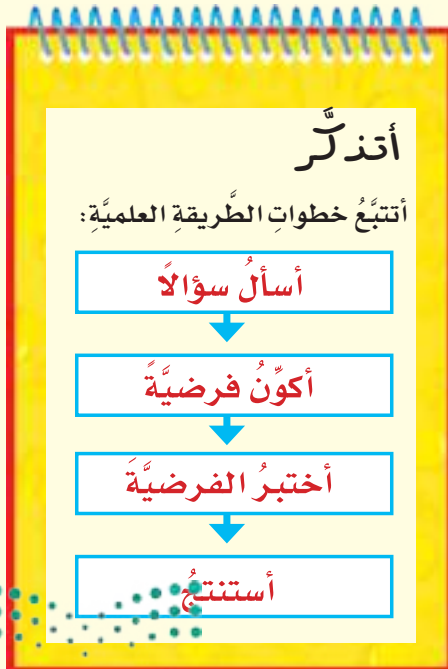 أتذكَّر
أتتبَّعُ خطواتِ الطَّريقةِ العلميَّةِ:
أسألُ سؤالاً
أكوِّنُ فرضيَّةً
أختبرُ الفرضيَّةَ
أستنتجُ